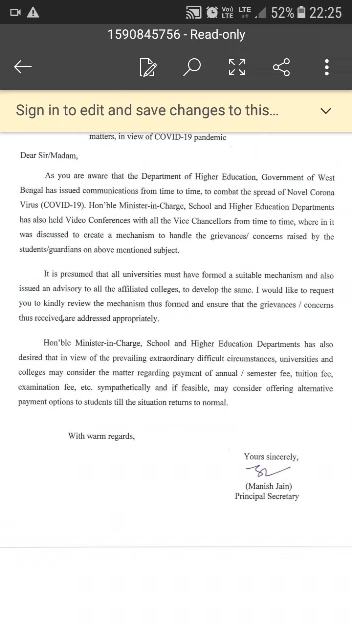 52% 22:25
1590845756 - Read-only
Sign in to edit and save changes to this...
matters, in view of COVID-19 pandemic
Dear Sir/Madam,
As you are aware that the Department of Higher Education, Government of West
Bengal has issued communications from time to time, to combat the spread of Novel Corona
Virus (COVID-19). Hon'ble Minister-in-Charge, School and Higher Education Departments
has also held Video Conferences with all the Vice Chancellors from time to time, where in it
was discussed to create a mechanism to handle the grievances/ concerns raised by the
students/guardians on above mentioned subject.
It is presumed that all universities must have formed a suitable mechanism and also
issued an advisory to all the affiliated colleges, to develop the same. I would like to request
you to kindly review the mechanism thus formed and ensure that the grievances / concerns
thus received,are addressed appropriately.
Hon'ble Minister-in-Charge, School and Higher Education Departments has also
desired that in view of the prevailing extraordinary difficult circumstances, universities and
colleges may consider the matter regarding payment of annual / semester fee, tuition fee,
examination fee, etc. sympathetically and if feasible, may consider offering alternative
payment options to students till the situation returns to normal.
With warm regards,
Yours sincerely,
(Manish Jain)
Principal Secretary